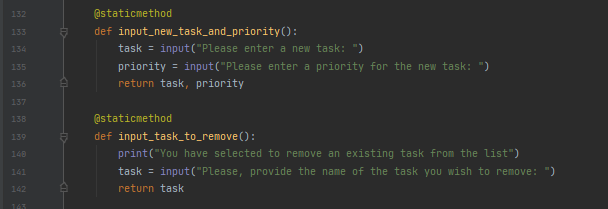 132 @staticmethod
133 def input_new_task_and_priority():
134 task = input("Please enter a new task: ")
135 priority = input("Please enter a priority for the new task: ")
136 return task, priority
137
138 @staticmethod
139 def input_task_to_remove():
140 print("You have selected to remove an existing task from the list")
141 task = input("Please, provide the name of the task you wish to remove: ")
142 return task
143